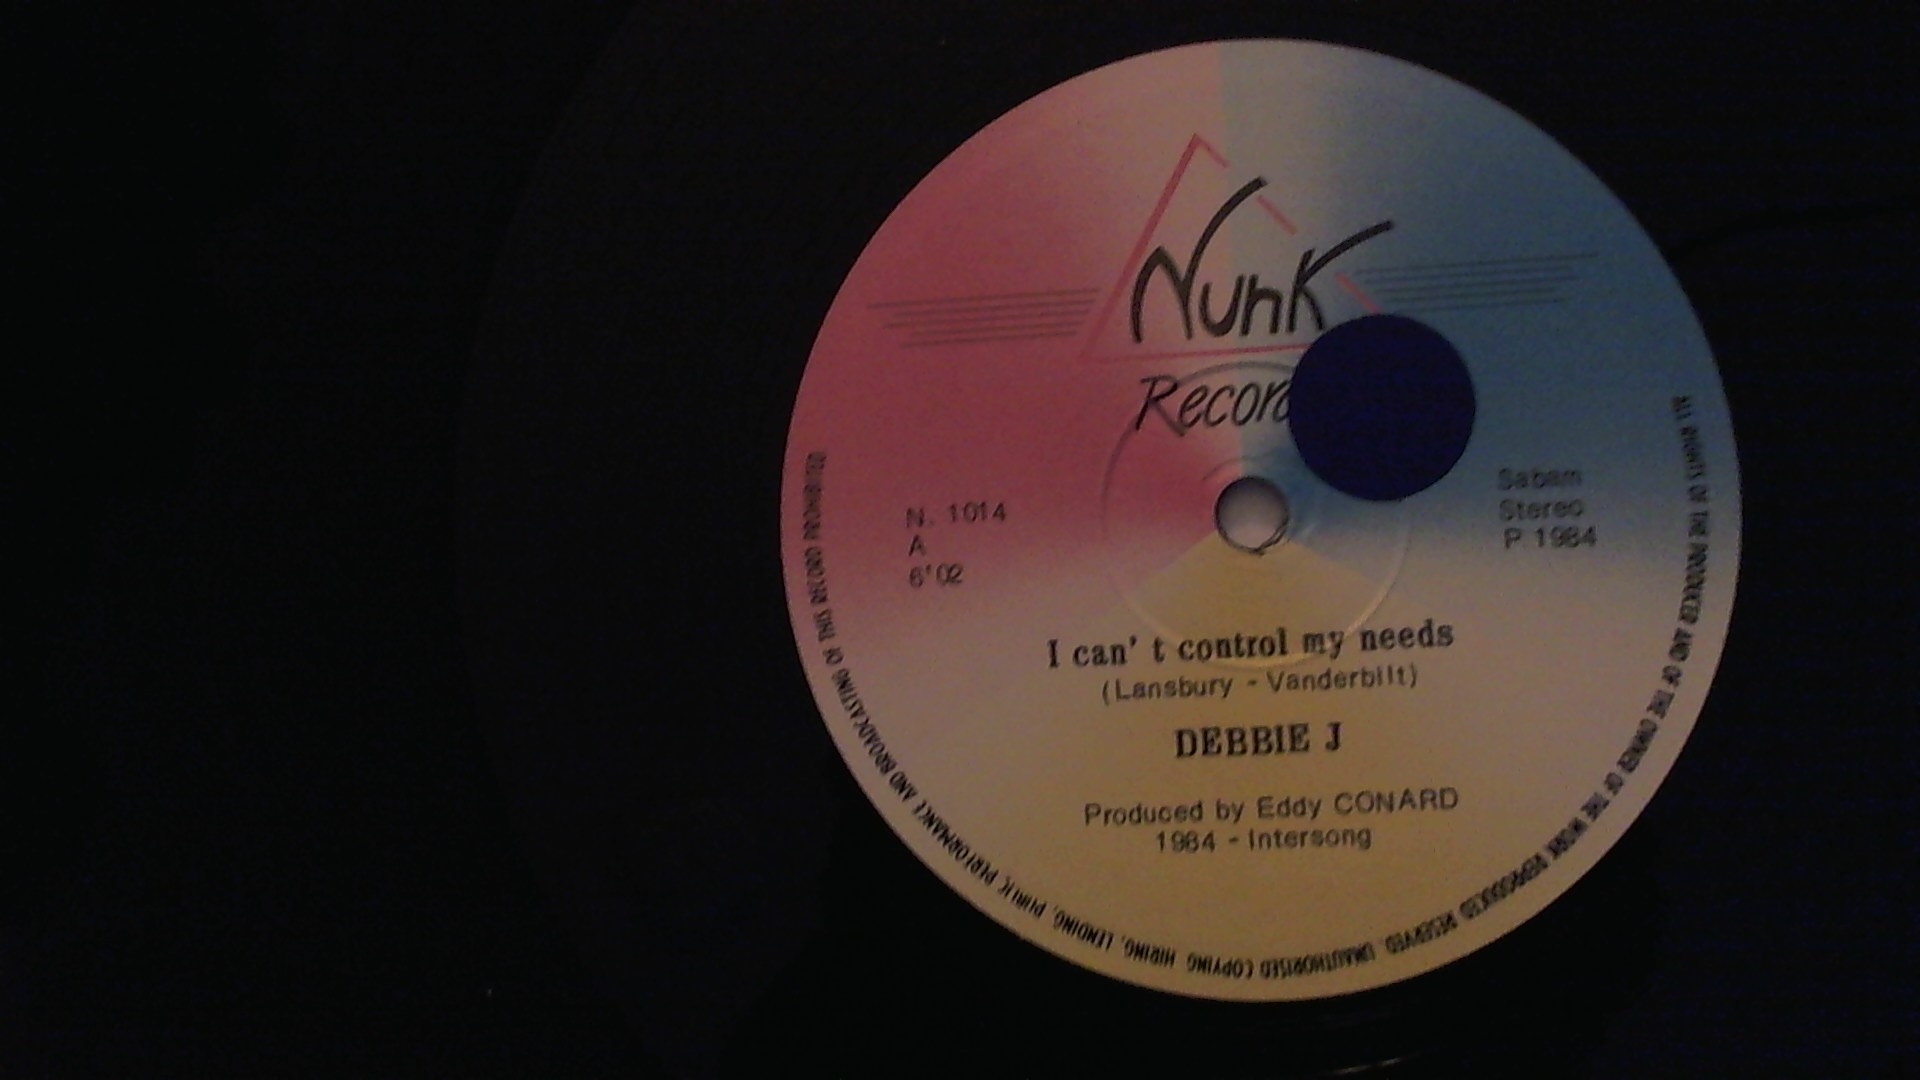 Nunk
Record
N. 1014
A
6'02
Sabam
Stereo
P. 1984
I can' t control my needs
(Lansbury - Vanderbilt)
DEBBIE J
Produced by Eddy CONARD
1984 - Intersong
ALL RIGHTS OF THE PRODUCER AND OF THE OWNER OF THE WORK REPRODUCED RESERVED. UNAUTHORISED COPYING, HIRING, LENDING, PUBLIC PERFORMANCE AND BROADCASTING OF THIS RECORD PROHIBITED